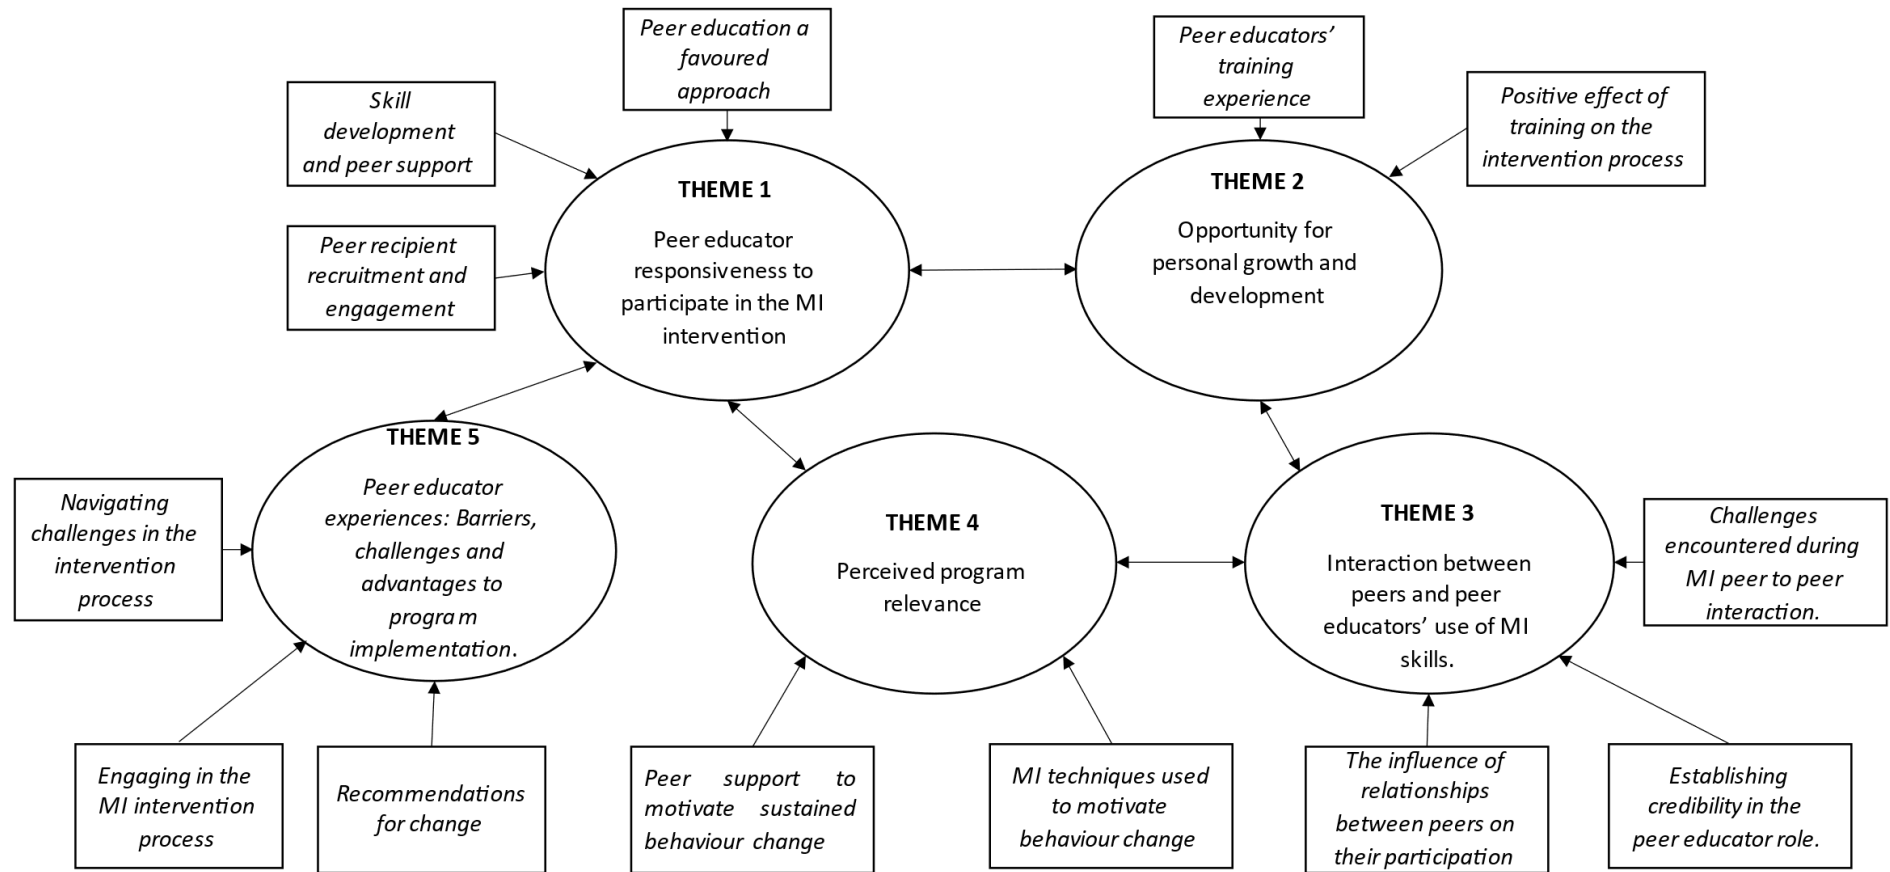 Peer education a
favoured
approach
Peer educators’
training
experience
Skill
development
and peer support
Positive effect of
training on the
intervention process
THEME 1
Peer educator
responsiveness to
participate in the MI
intervention
THEME 2
Opportunity for
personal growth and
development
Peer recipient
recruitment and
engagement
THEME 5
Peer educator
experiences: Barriers,
challenges and
advantages to
program
implementation.
Navigating
challenges in the
intervention
process
THEME 4
Perceived program
relevance
THEME 3
Interaction between
peers and peer
educators’ use of MI
skills.
Challenges
encountered during
MI peer to peer
interaction.
Engaging in the
MI intervention
process
Recommendations
for change
Peer support to
motivate sustained
behaviour change
MI techniques used
to motivate
behaviour change
The influence of
relationships
between peers on
their participation
Establishing
credibility in the
peer educator role.